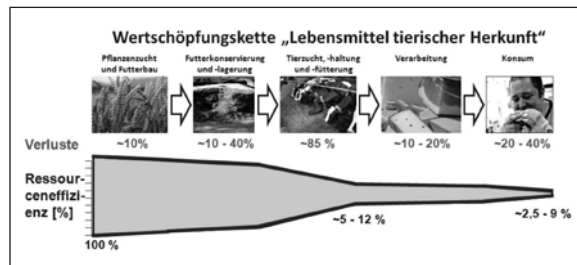 Wertschöpfungskette „Lebensmittel tierischer Herkunft“
Pflanzenzucht
und Futterbau
Futterkonservierung
und -lagerung
Tierzucht, -haltung
und -fütterung
Verarbeitung
Konsum
Verluste ~10% ~10 - 40% ~85 % ~10 - 20% ~20 - 40%
Ressour-
ceneffizi-
enz [%]
100 %
~5 - 12 %
~2,5 - 9 %